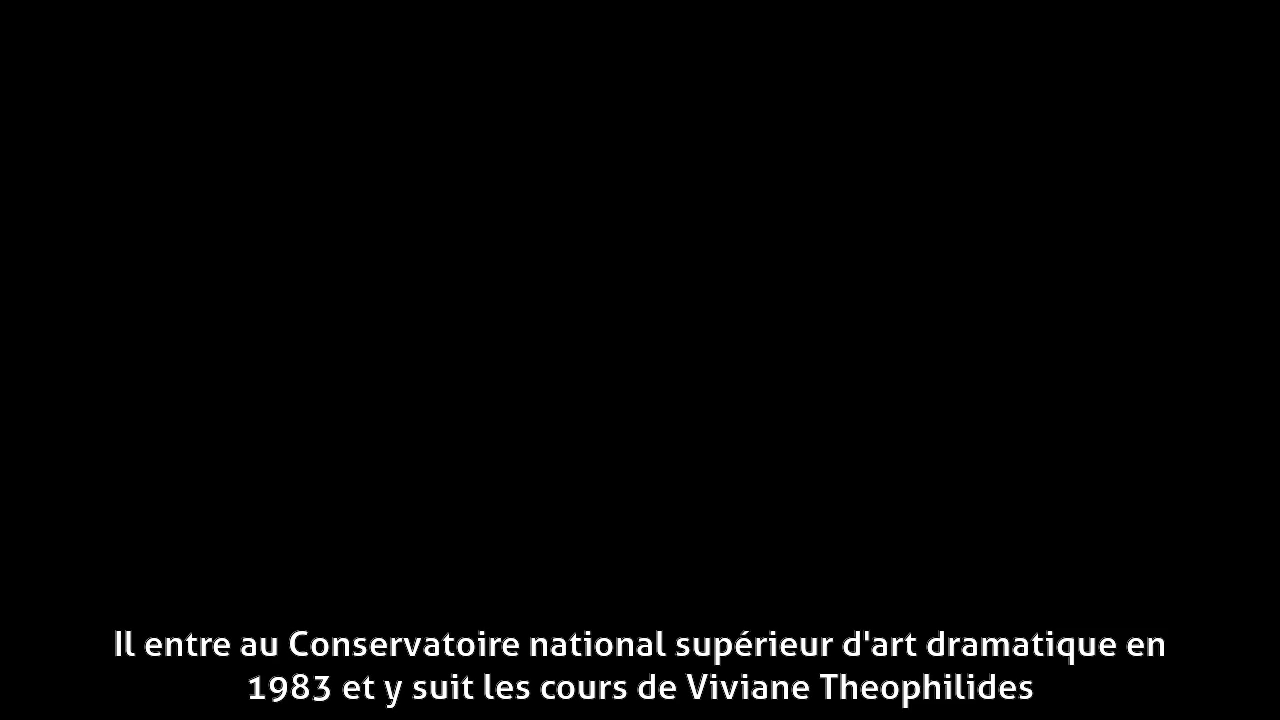 Il entre au Conservatoire national supérieur d'art dramatique en
1983 et y suit les cours de Viviane Theophilides